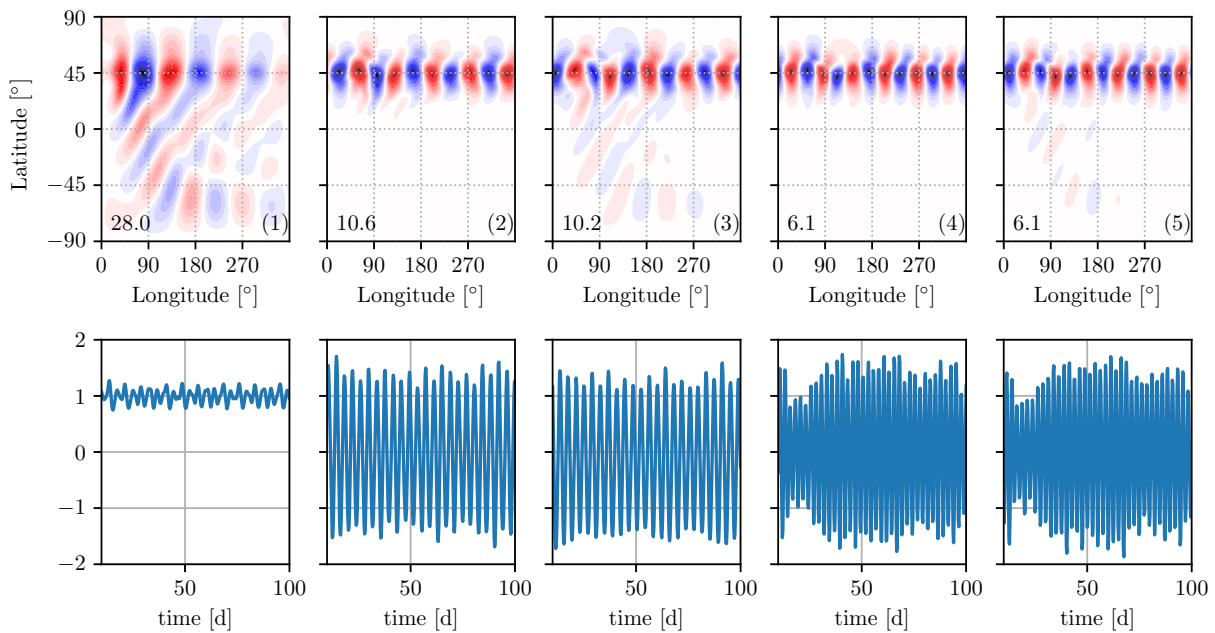 90
45
0
−45
−90
Latitude [°]
28.0 (1)
10.6 (2)
10.2 (3)
6.1 (4)
6.1 (5)
0 90 180 270
0 90 180 270
0 90 180 270
0 90 180 270
0 90 180 270
Longitude [°]
Longitude [°]
Longitude [°]
Longitude [°]
Longitude [°]
2
1
0
−1
−2
50 100
50 100
50 100
50 100
50 100
time [d]
time [d]
time [d]
time [d]
time [d]